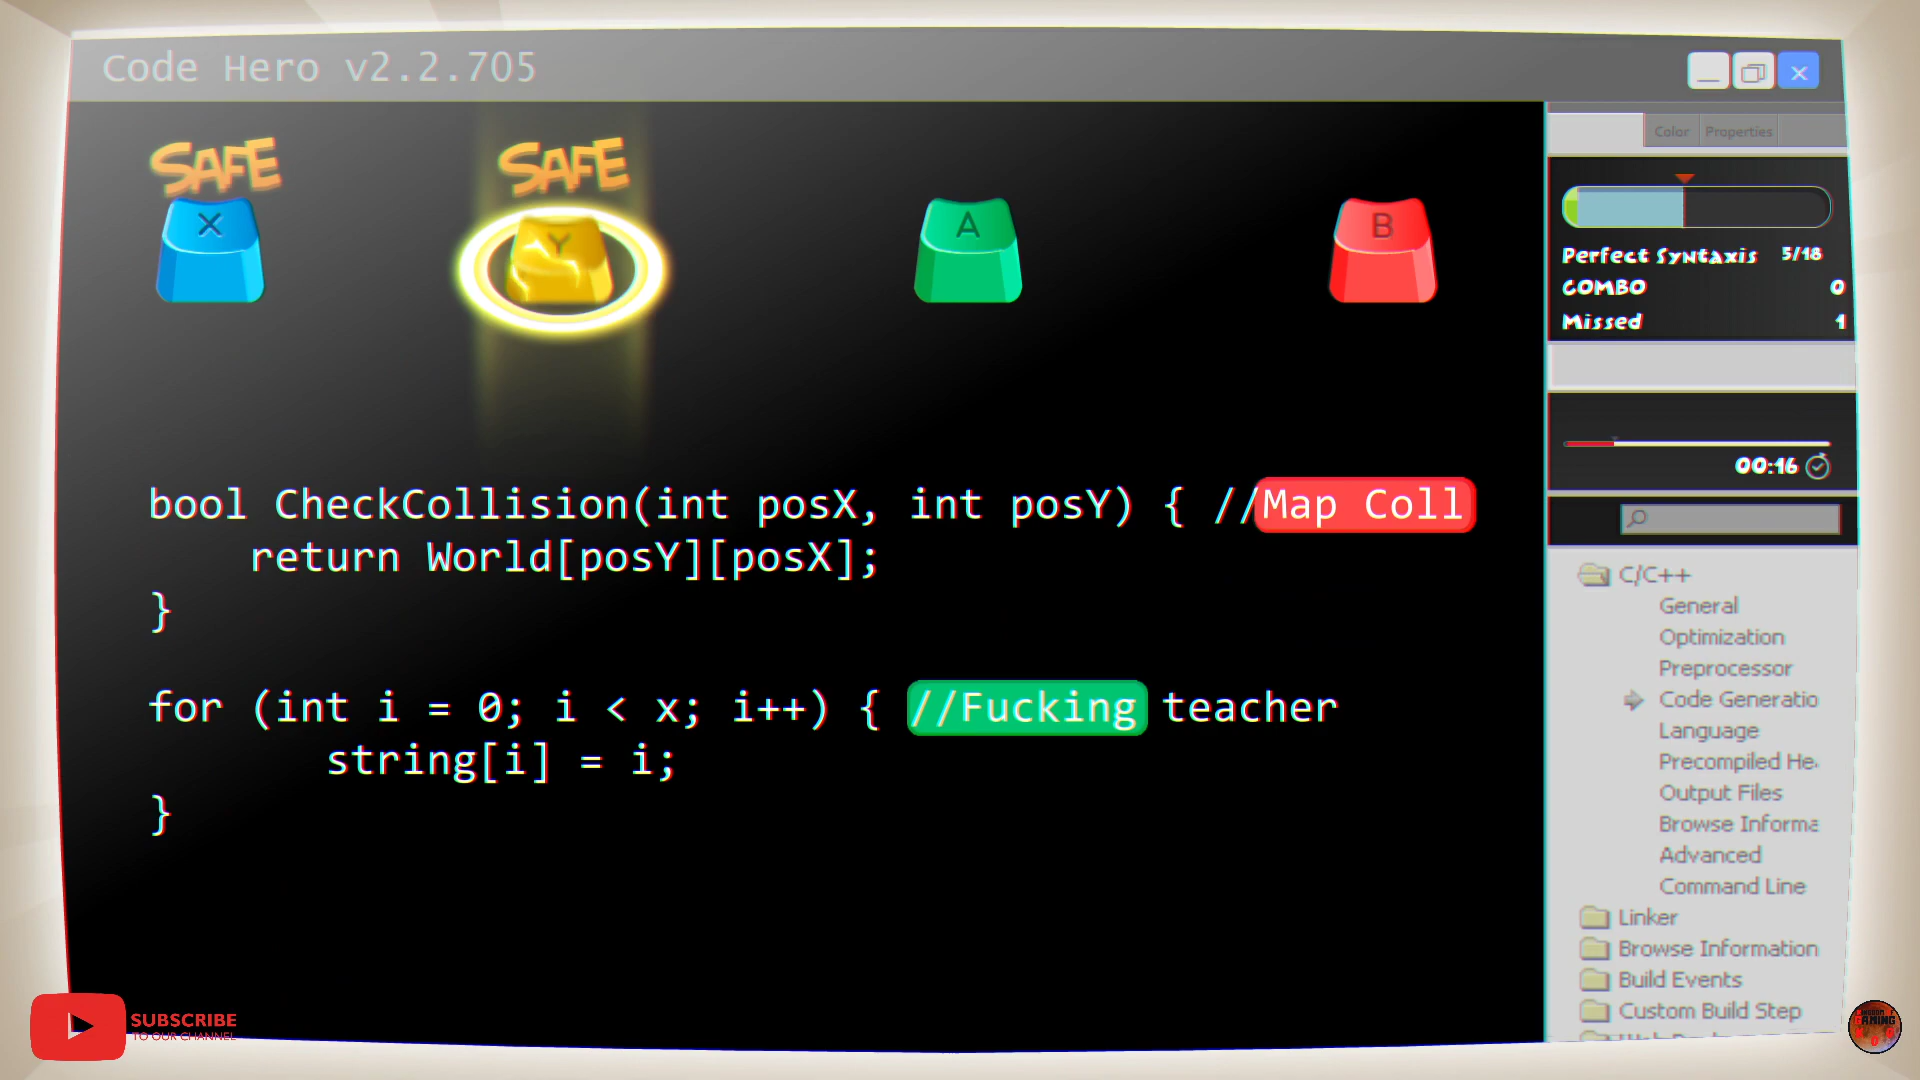 Code Hero v2.2.705
Color Properties
SAFE SAFE
X Y A B
Perfect Syntaxis 5/18
COMBO 0
Missed 1
00:16
bool CheckCollision(int posX, int posY) { //Map Coll
return World[posY][posX];
}
for (int i = 0; i < x; i++) { //Fucking teacher
string[i] = i;
}
C/C++
General
Optimization
Preprocessor
Code Generatio
Language
Precompiled He
Output Files
Browse Informa
Advanced
Command Line
Linker
Browse Information
Build Events
Custom Build Step
SUBSCRIBE
TO OUR CHANNEL
GAMING